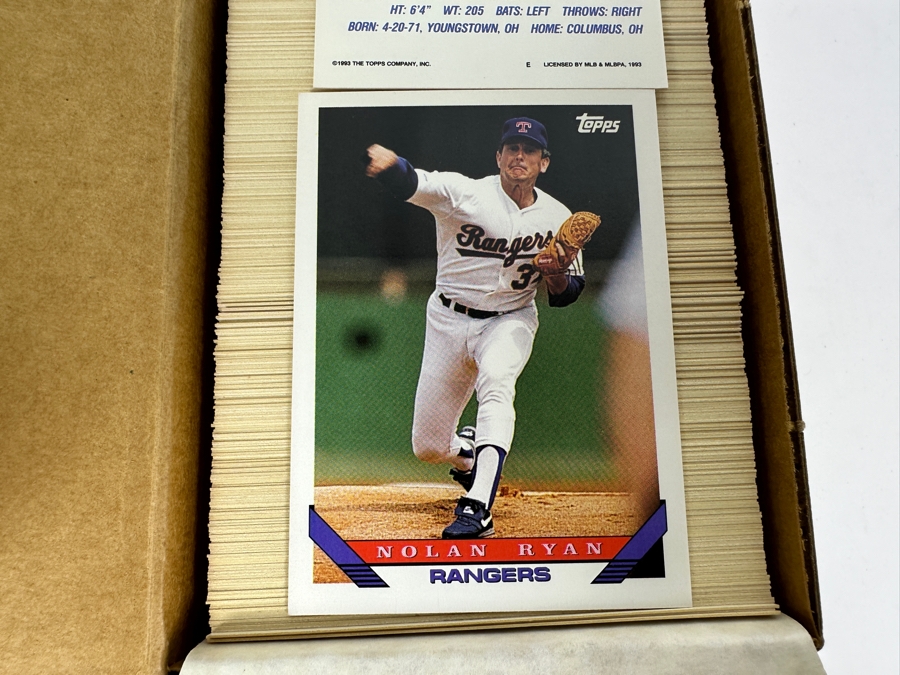 HT: 6'4" WT: 205 BATS: LEFT THROWS: RIGHT
BORN: 4-20-71, YOUNGSTOWN, OH HOME: COLUMBUS, OH
©1993 THE TOPPS COMPANY, INC. E LICENSED BY MLB & MLBPA, 1993
topps
T
Rangers
3
NOLAN RYAN
RANGERS